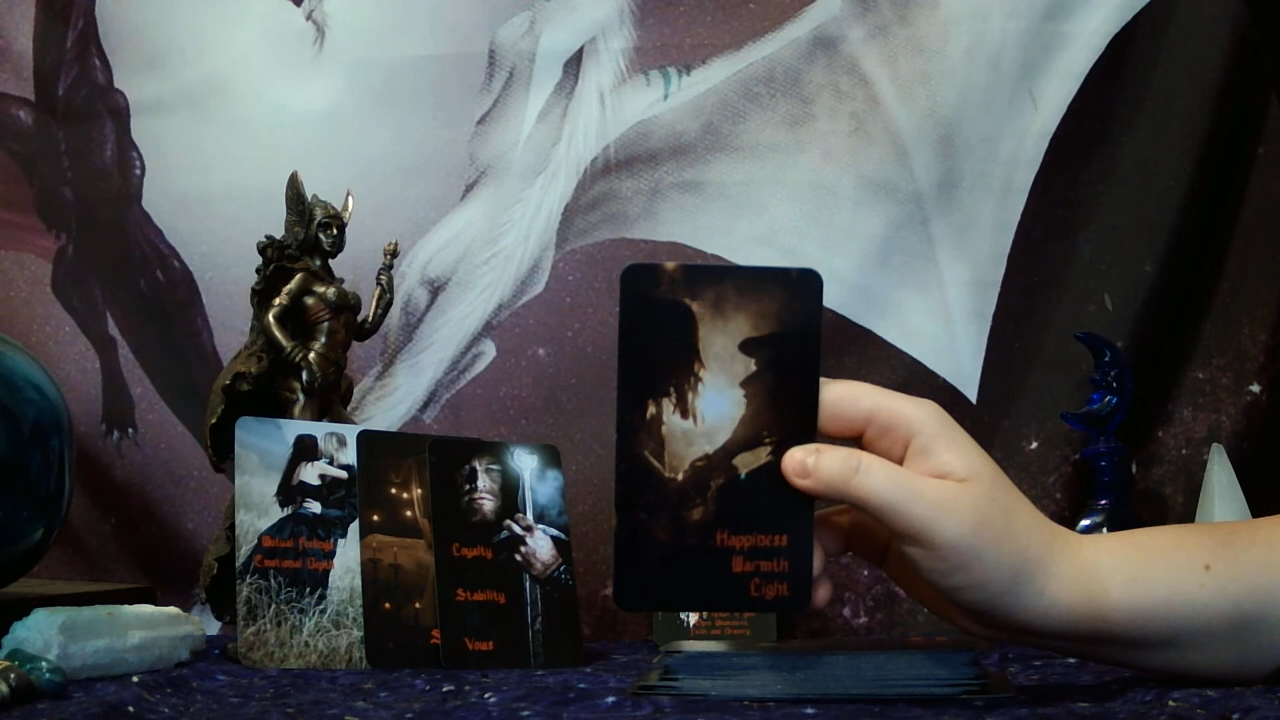 Mutual Feelings
Emotional Depth
S
Loyalty
Stability
Vows
Happiness
Warmth
Light